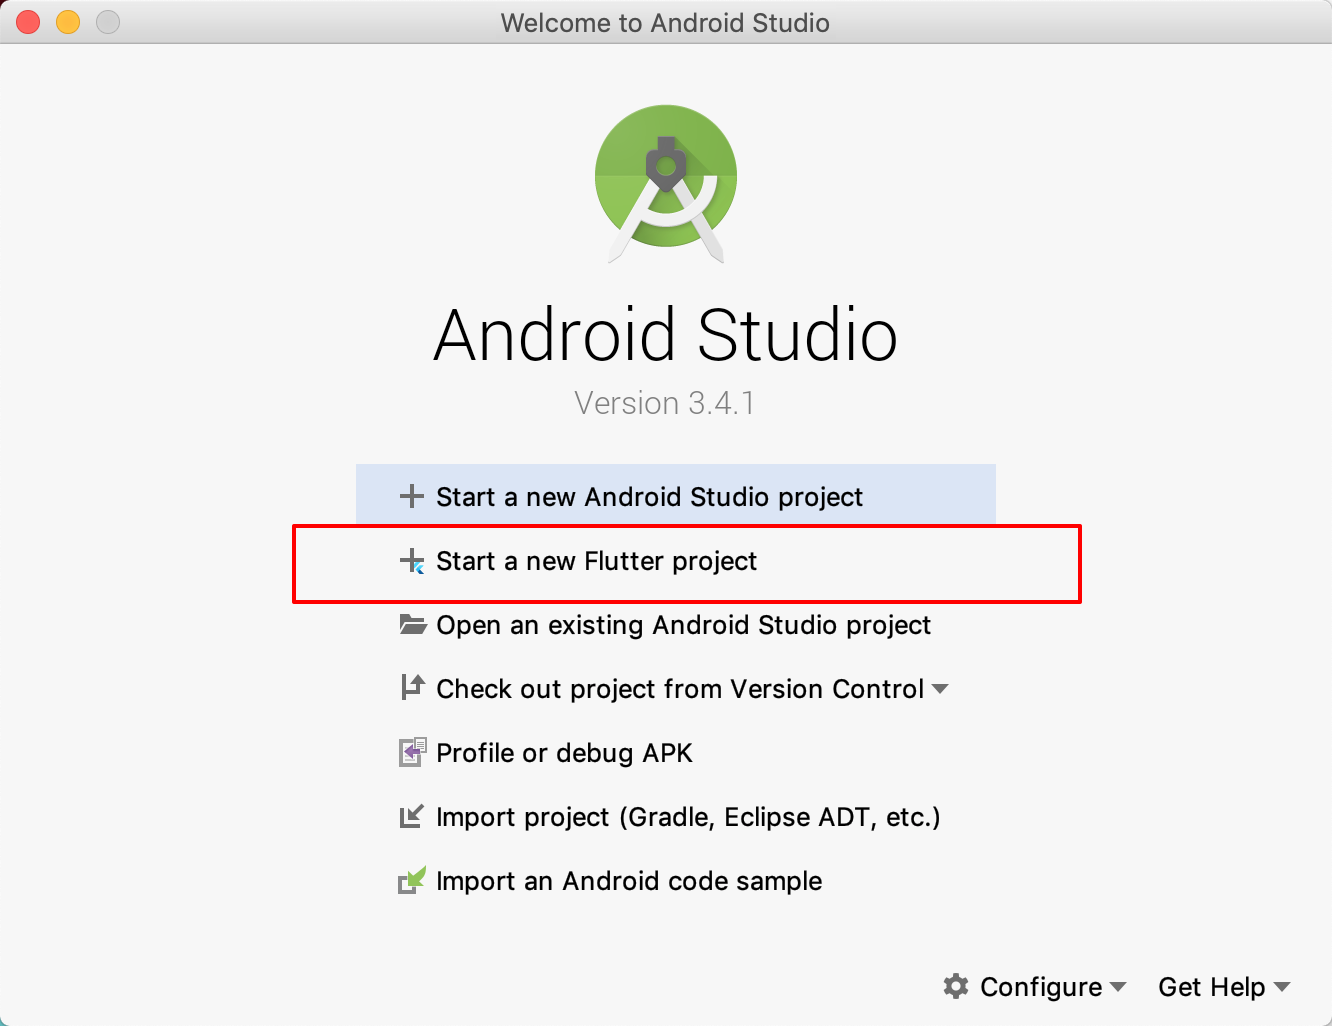 Welcome to Android Studio
Android Studio
Version 3.4.1
Start a new Android Studio project
Start a new Flutter project
Open an existing Android Studio project
Check out project from Version Control
Profile or debug APK
Import project (Gradle, Eclipse ADT, etc.)
Import an Android code sample
Configure Get Help